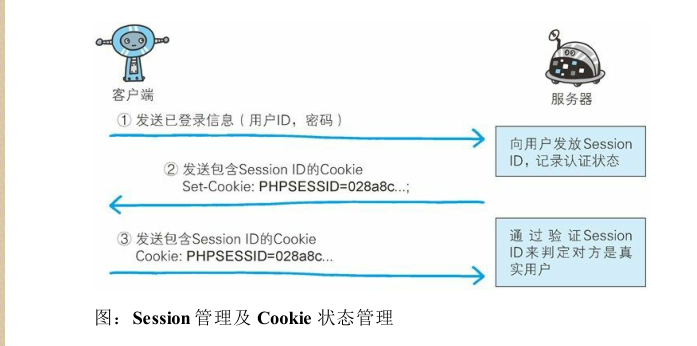 客户端
服务器
① 发送已登录信息（用户ID，密码）
向用户发放Session
ID，记录认证状态
② 发送包含Session ID的Cookie
Set-Cookie: PHPSESSID=028a8c...;
③ 发送包含Session ID的Cookie
Cookie: PHPSESSID=028a8c...
通过验证Session
ID来判定对方是真
实用户
图：Session 管理及 Cookie 状态管理